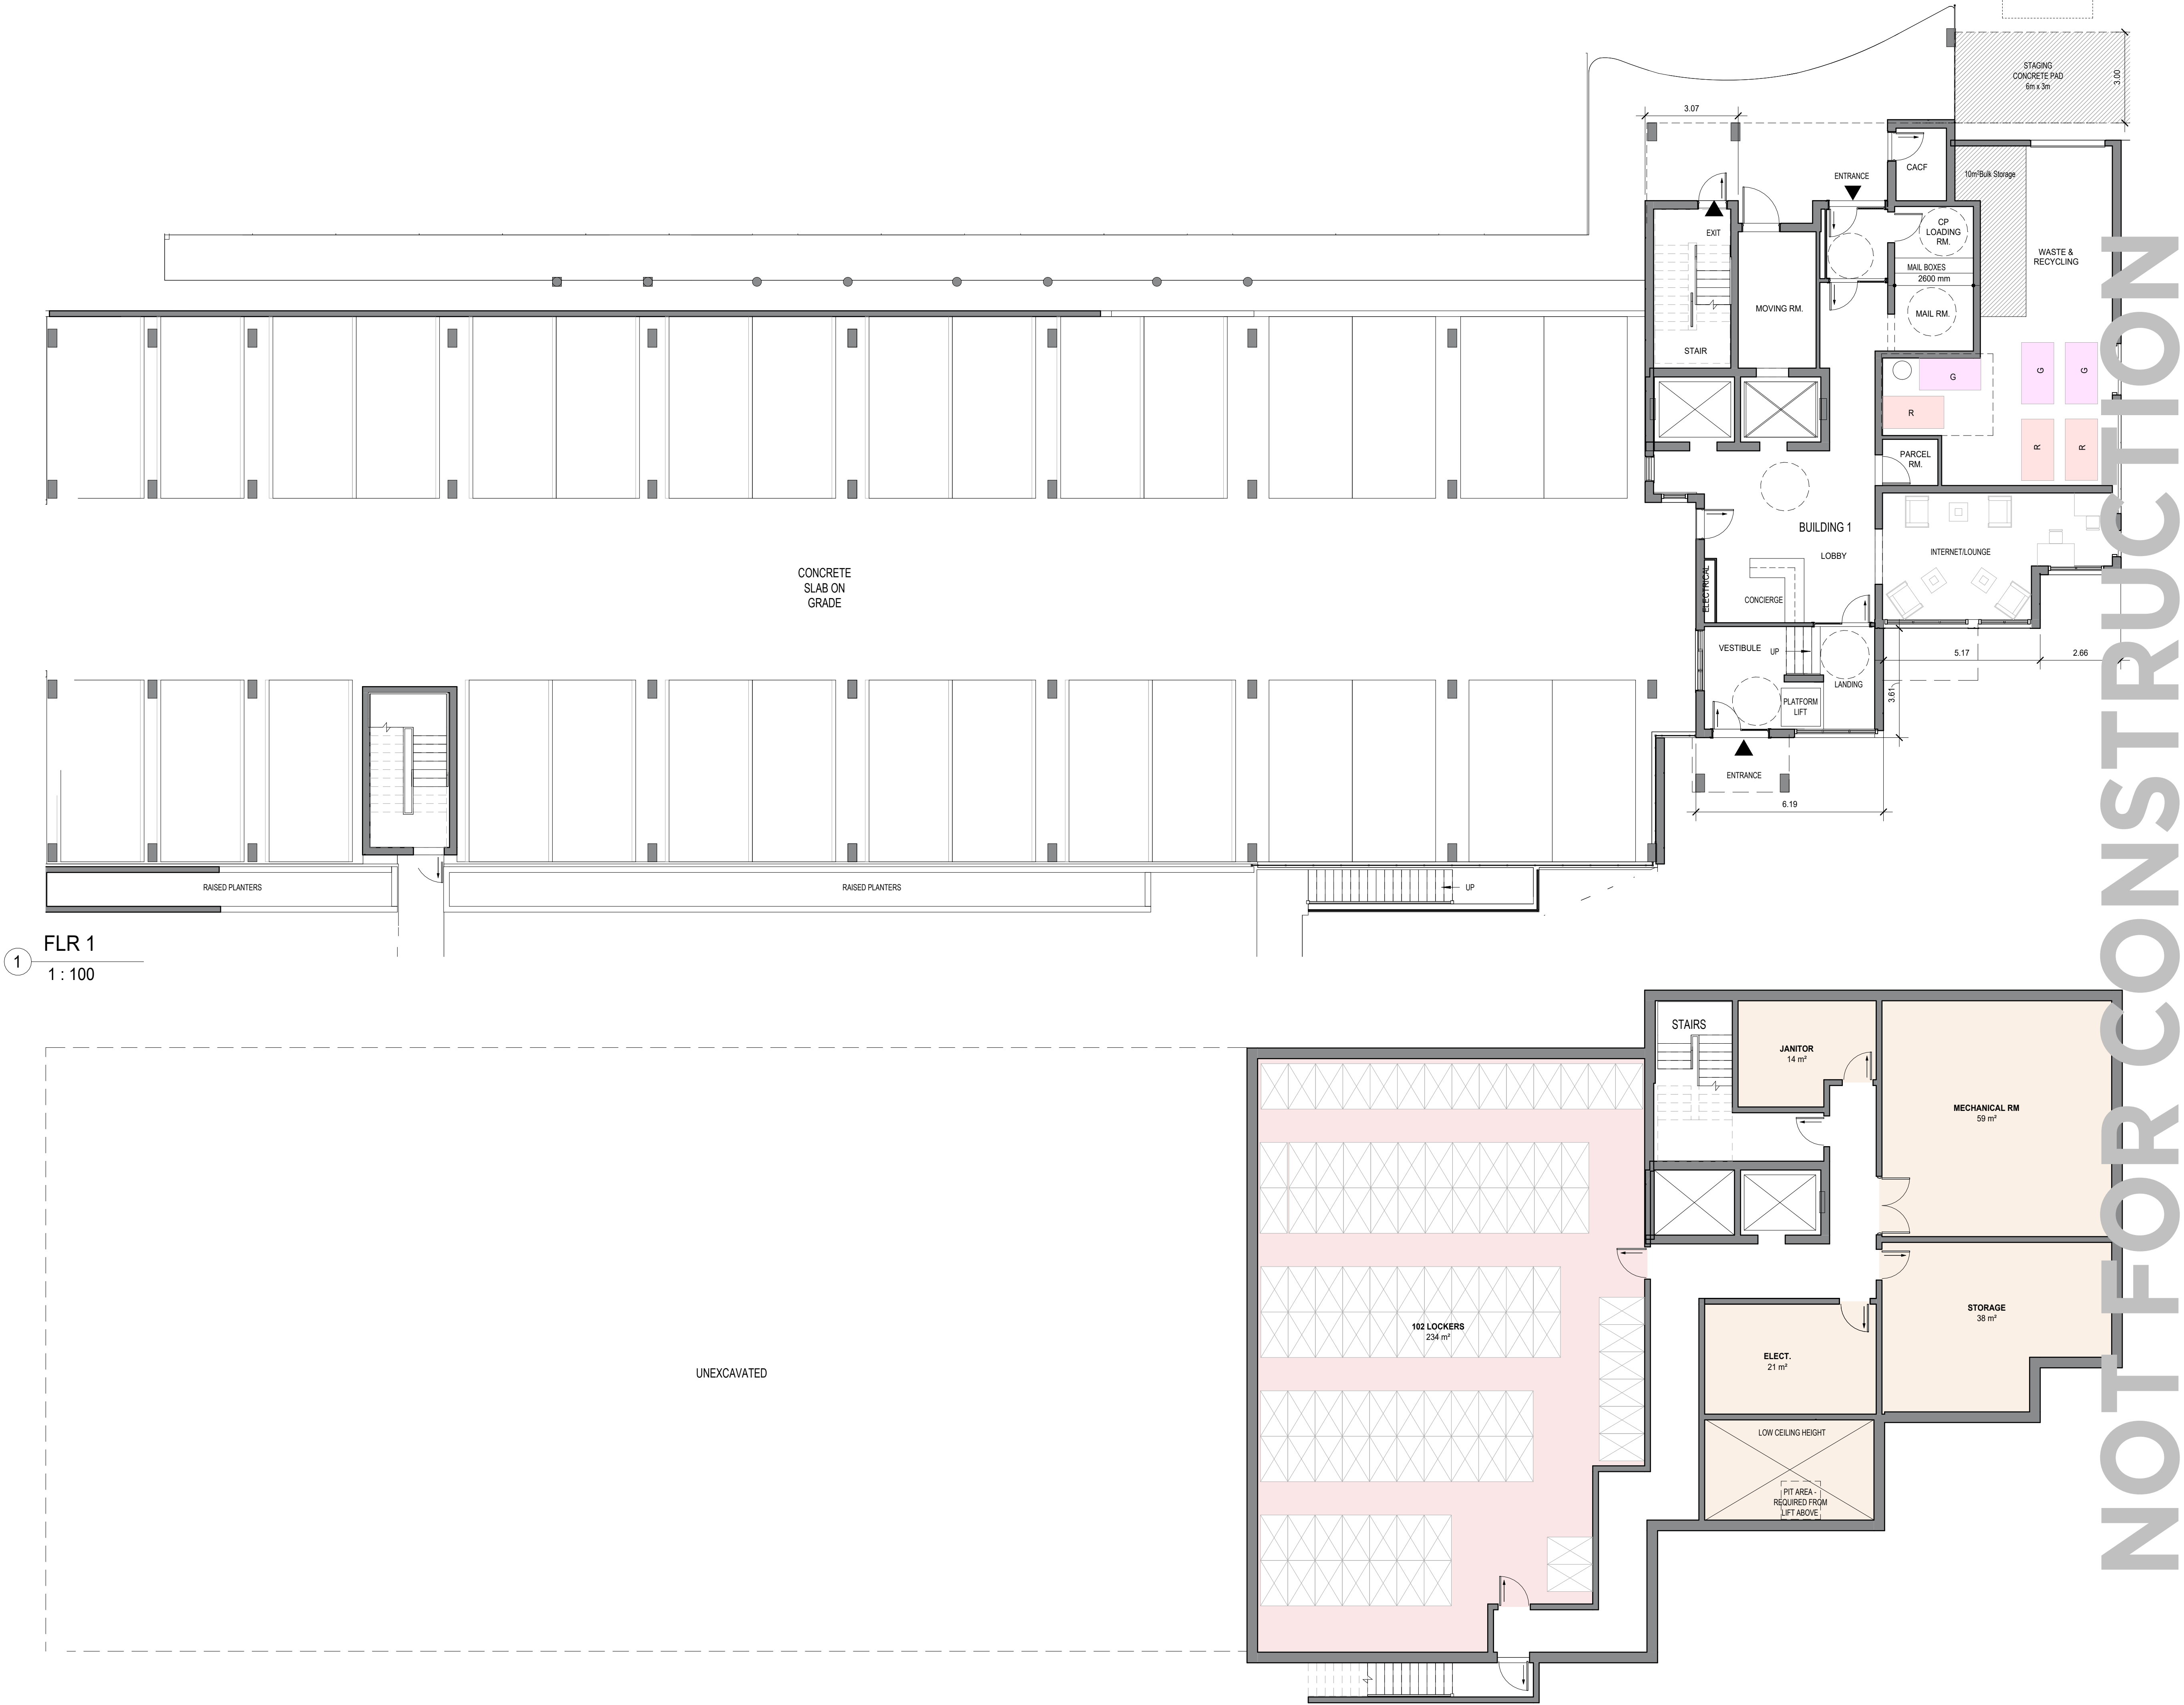 STAGING
CONCRETE PAD
6m x 3m
3.00
3.07
CACF
10m²Bulk Storage
ENTRANCE
EXIT
CP
LOADING
RM.
WASTE &
RECYCLING
MAIL BOXES
2600 mm
MOVING RM.
MAIL RM.
STAIR
G
G
G
R
R
R
PARCEL
RM.
BUILDING 1
LOBBY
INTERNET/LOUNGE
CONCRETE
SLAB ON
GRADE
ELECTRICAL
CONCIERGE
VESTIBULE
UP
LANDING
5.17
2.66
3.61
PLATFORM
LIFT
ENTRANCE
6.19
RAISED PLANTERS
RAISED PLANTERS
UP
1
FLR 1
1 : 100
STAIRS
JANITOR
14 m²
MECHANICAL RM
59 m²
STORAGE
38 m²
102 LOCKERS
234 m²
ELECT.
21 m²
UNEXCAVATED
LOW CEILING HEIGHT
PIT AREA -
REQUIRED FROM
LIFT ABOVE
NOT FOR CONSTRUCTION